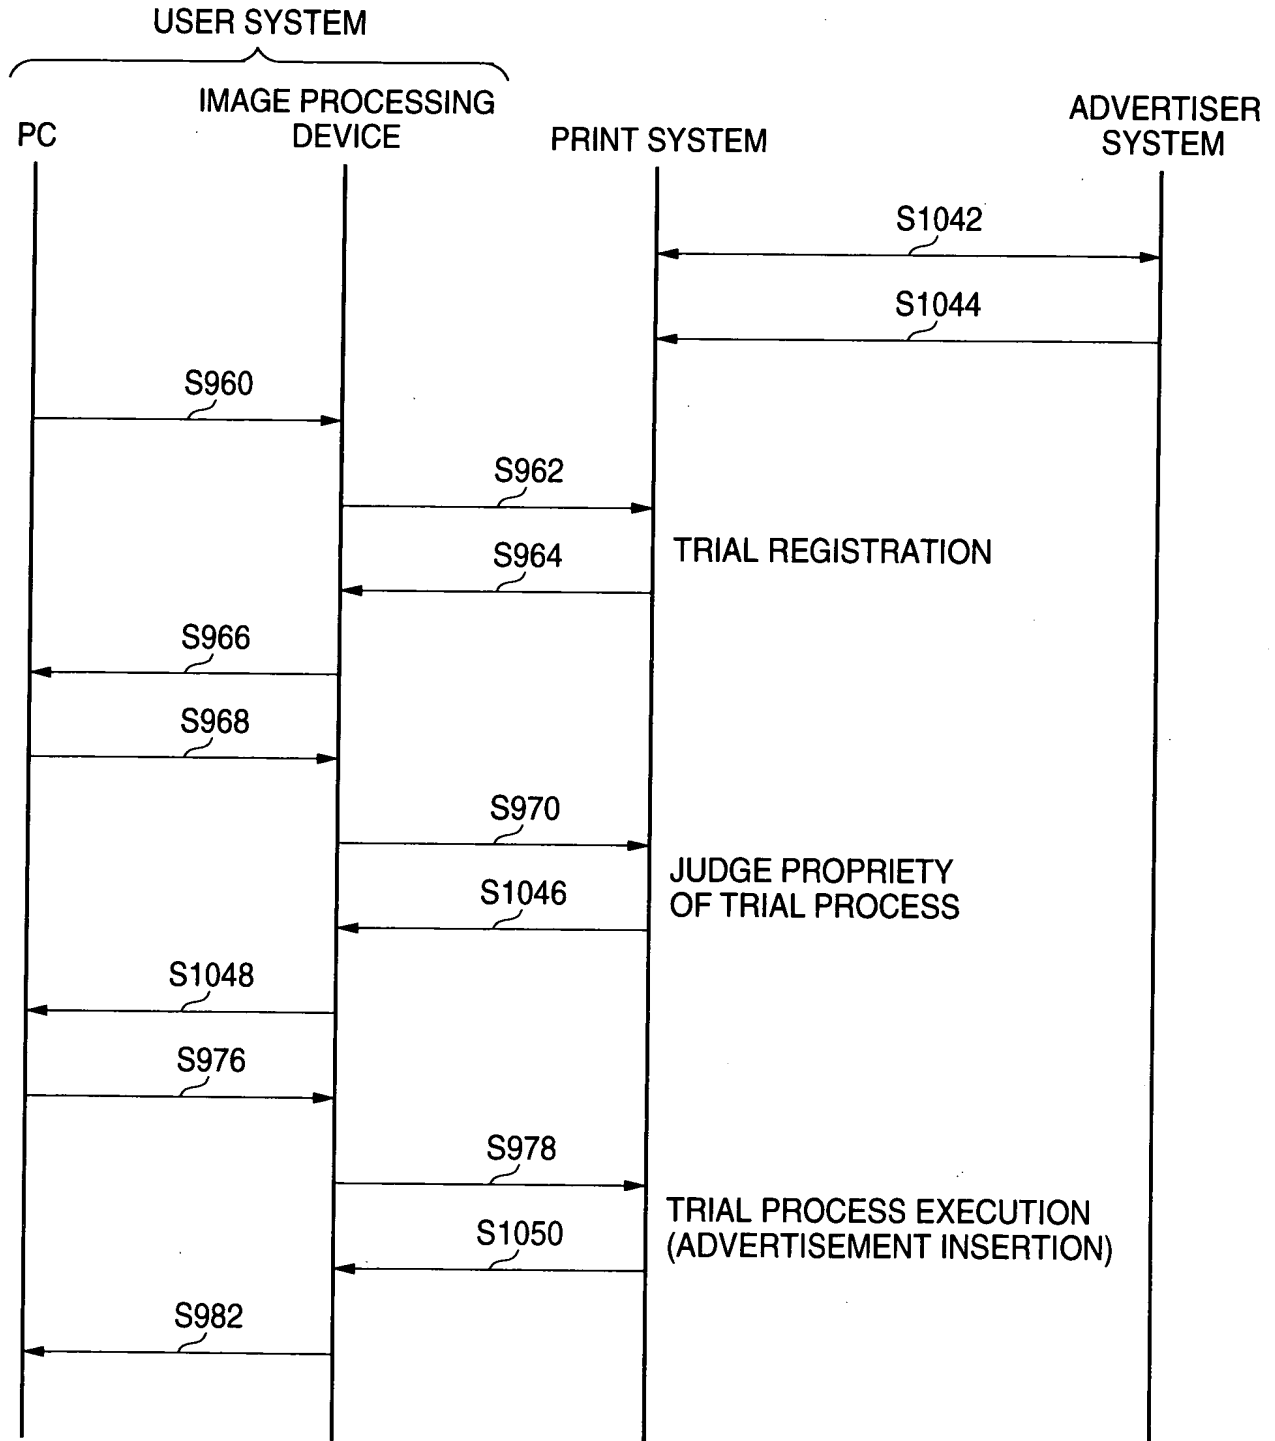 USER SYSTEM
PC
IMAGE PROCESSING
DEVICE
PRINT SYSTEM
ADVERTISER
SYSTEM
S1042
S1044
S960
S962
TRIAL REGISTRATION
S964
S966
S968
S970
JUDGE PROPRIETY
OF TRIAL PROCESS
S1046
S1048
S976
S978
TRIAL PROCESS EXECUTION
(ADVERTISEMENT INSERTION)
S1050
S982